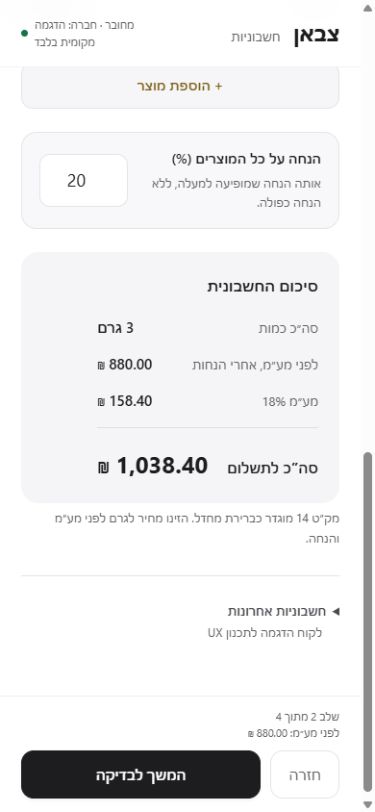 צבאן חשבוניות
מחובר · חברה: הדגמה
מקומית בלבד
+ הוספת מוצר
הנחה על כל המוצרים (%)
אותה הנחה שמופיעה למעלה, ללא
הנחה כפולה.
20
סיכום החשבונית
סה״כ כמות 3 גרם
לפני מע״מ, אחרי הנחות 880.00 ₪
מע״מ 18% 158.40 ₪
סה״כ לתשלום 1,038.40 ₪
מק״ט 14 מוגדר כברירת מחדל. הזינו מחיר לגרם לפני מע״מ
והנחה.
◀ חשבוניות אחרונות
לקוח הדגמה לתכנון UX
שלב 2 מתוך 4
לפני מע״מ: 880.00 ₪
חזרה
המשך לבדיקה